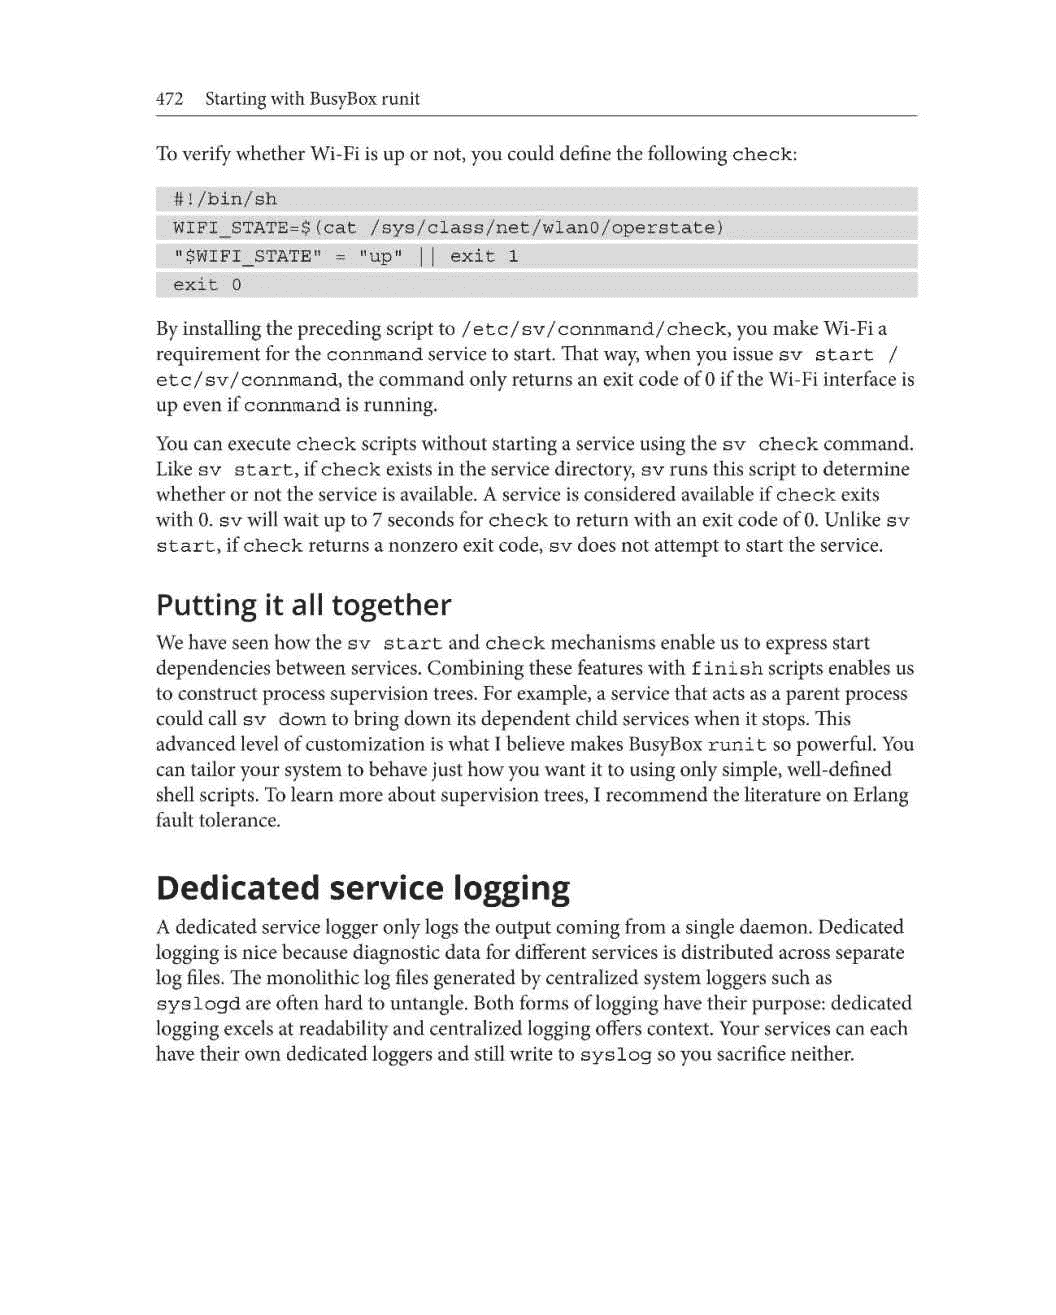 472 Starting with BusyBox runit
To verify whether Wi-Fi is up or not, you could define the following check:
#!/bin/sh
WIFI_STATE=$(cat /sys/class/net/wlan0/operstate)
"$WIFI_STATE" = "up" || exit 1
exit 0
By installing the preceding script to /etc/sv/connmand/check, you make Wi-Fi a
requirement for the connmand service to start. That way, when you issue sv start /
etc/sv/connmand, the command only returns an exit code of 0 if the Wi-Fi interface is
up even if connmand is running.
You can execute check scripts without starting a service using the sv check command.
Like sv start, if check exists in the service directory, sv runs this script to determine
whether or not the service is available. A service is considered available if check exits
with 0. sv will wait up to 7 seconds for check to return with an exit code of 0. Unlike sv
start, if check returns a nonzero exit code, sv does not attempt to start the service.
Putting it all together
We have seen how the sv start and check mechanisms enable us to express start
dependencies between services. Combining these features with finish scripts enables us
to construct process supervision trees. For example, a service that acts as a parent process
could call sv down to bring down its dependent child services when it stops. This
advanced level of customization is what I believe makes BusyBox runit so powerful. You
can tailor your system to behave just how you want it to using only simple, well-defined
shell scripts. To learn more about supervision trees, I recommend the literature on Erlang
fault tolerance.
Dedicated service logging
A dedicated service logger only logs the output coming from a single daemon. Dedicated
logging is nice because diagnostic data for different services is distributed across separate
log files. The monolithic log files generated by centralized system loggers such as
syslogd are often hard to untangle. Both forms of logging have their purpose: dedicated
logging excels at readability and centralized logging offers context. Your services can each
have their own dedicated loggers and still write to syslog so you sacrifice neither.